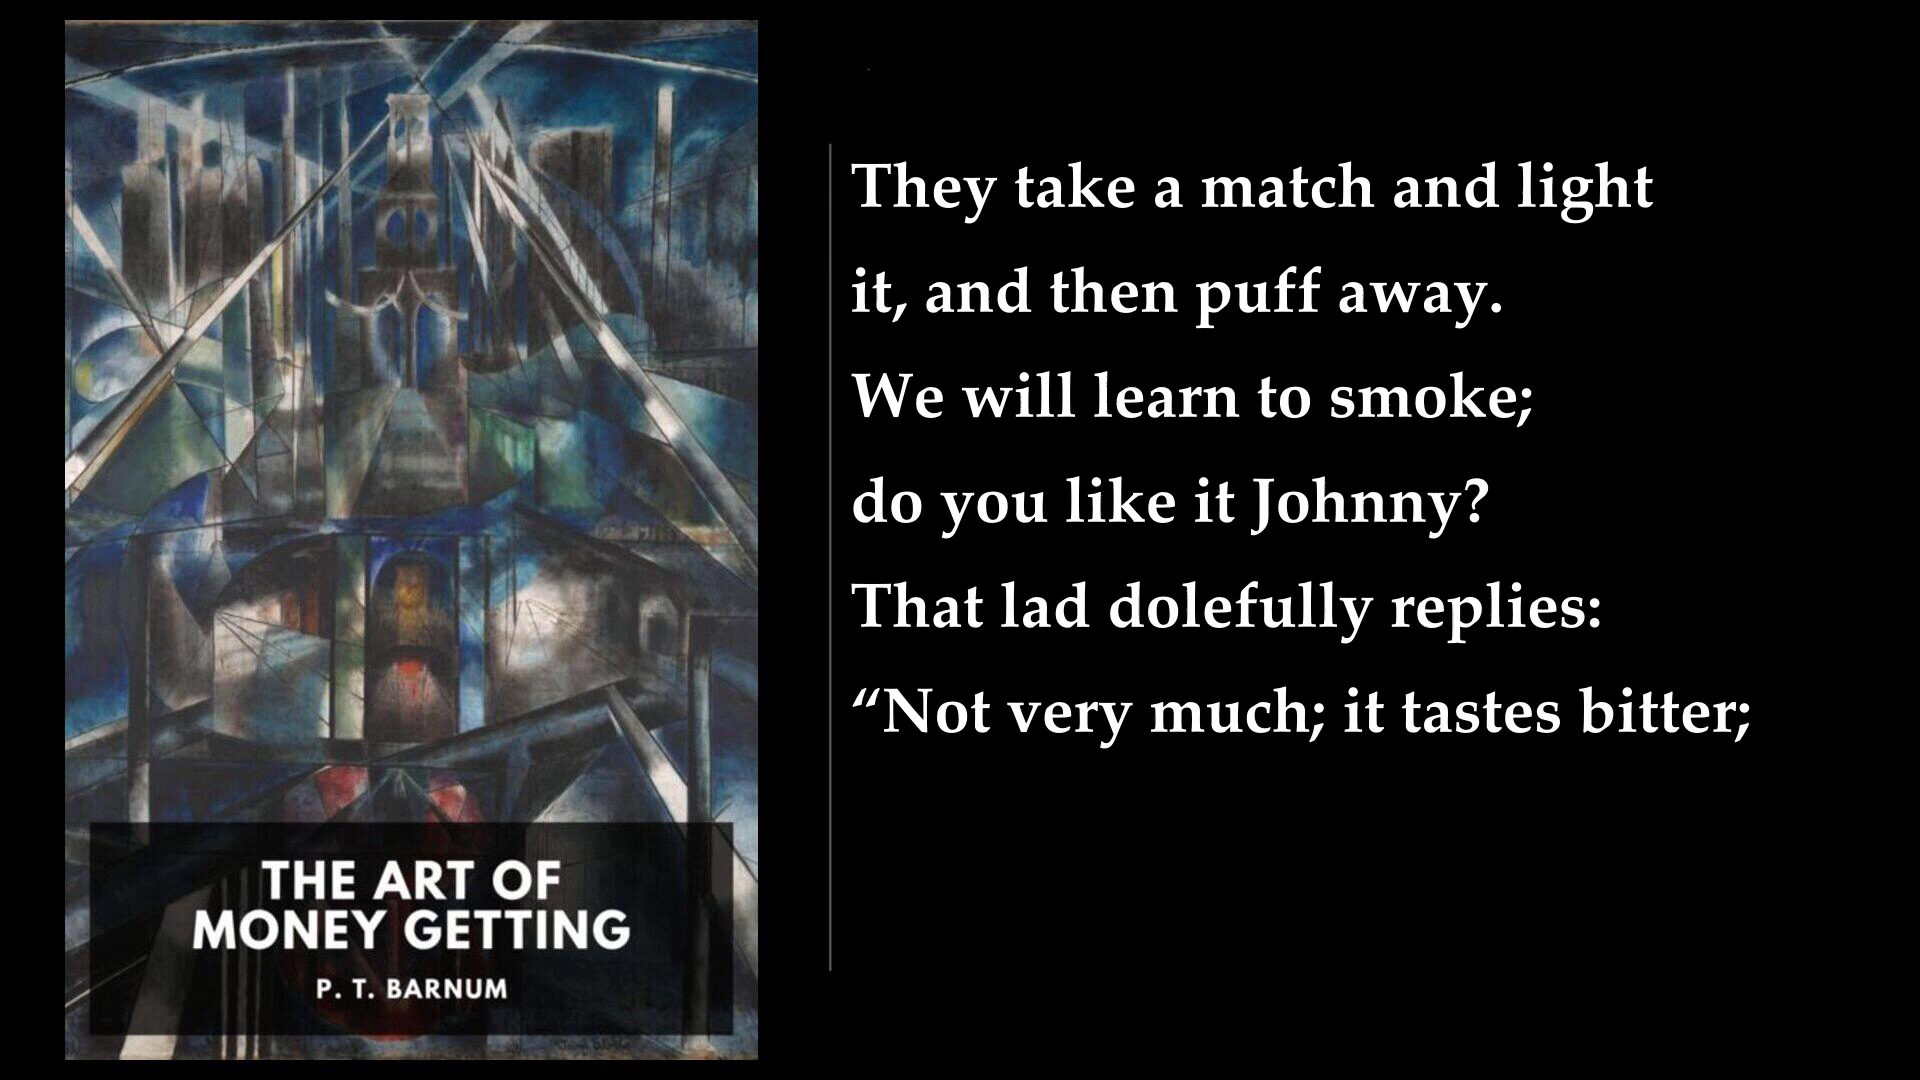 THE ART OF
MONEY GETTING
P. T. BARNUM
They take a match and light
it, and then puff away.
We will learn to smoke;
do you like it Johnny?
That lad dolefully replies:
“Not very much; it tastes bitter;